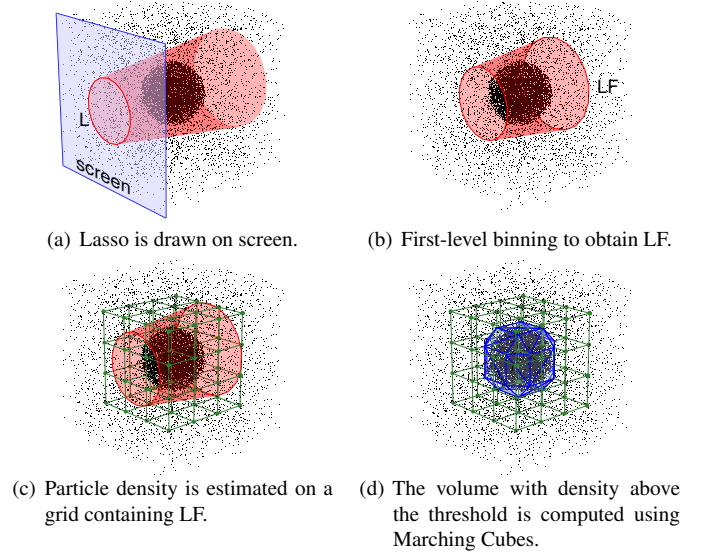 L
screen
LF
(a) Lasso is drawn on screen.
(b) First-level binning to obtain LF.
(c) Particle density is estimated on a
grid containing LF.
(d) The volume with density above
the threshold is computed using
Marching Cubes.